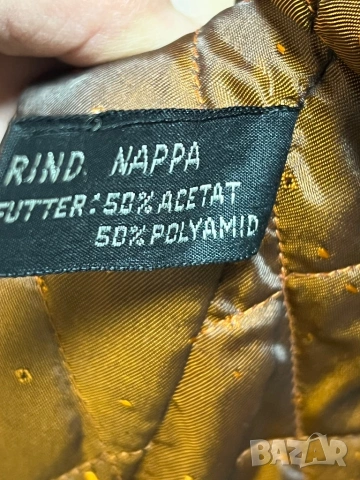 RIND. NAPPA
FUTTER: 50% ACETAT
50% POLYAMID
BAZAR